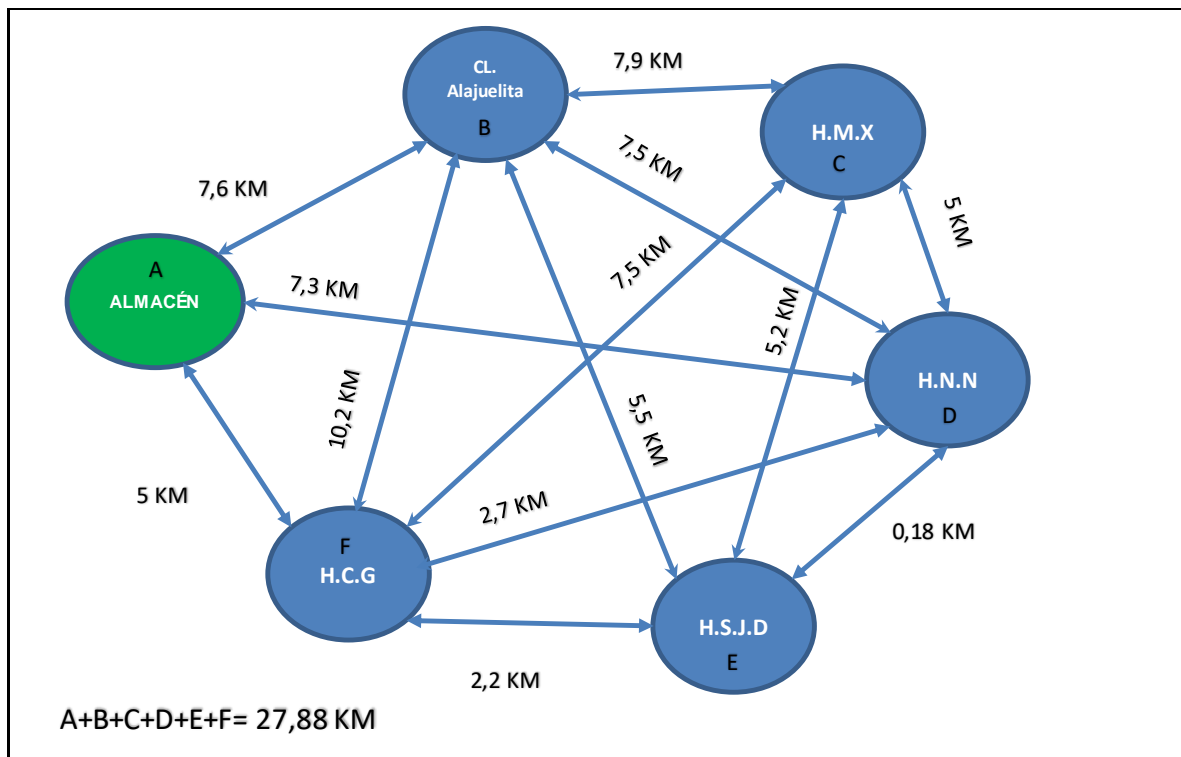 CL.
Alajuelita
B
7,9 KM
H.M.X
C
7,5 KM
7,6 KM
5 KM
A
ALMACÉN
7,3 KM
7,5 KM
5,2 KM
10,2 KM
5,5 KM
H.N.N
D
5 KM
F
H.C.G
2,7 KM
0,18 KM
H.S.J.D
E
2,2 KM
A+B+C+D+E+F= 27,88 KM